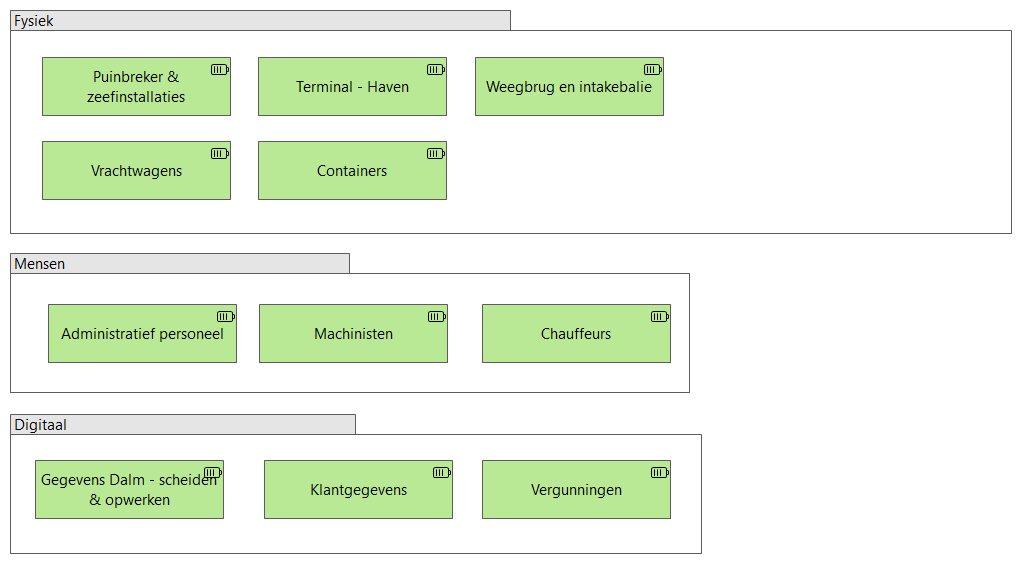 Fysiek
Puinbreker &
zeefinstallaties
Terminal - Haven
Weegbrug en intakebalie
Vrachtwagens
Containers
Mensen
Administratief personeel
Machinisten
Chauffeurs
Digitaal
Gegevens Dalm - scheiden
& opwerken
Klantgegevens
Vergunningen